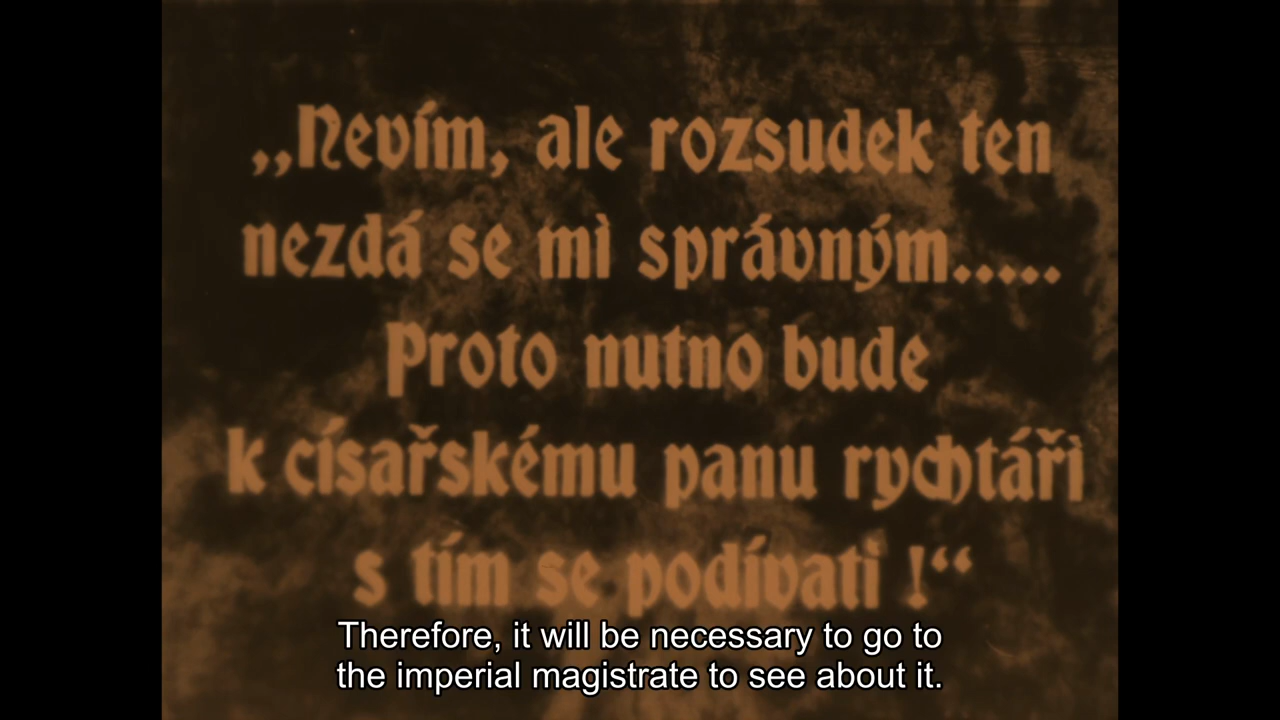 „Nevím, ale rozsudek ten
nezdá se mi správným.....
Proto nutno bude
k císařskému panu rychtáři
s tím se podívati !“
Therefore, it will be necessary to go to
the imperial magistrate to see about it.